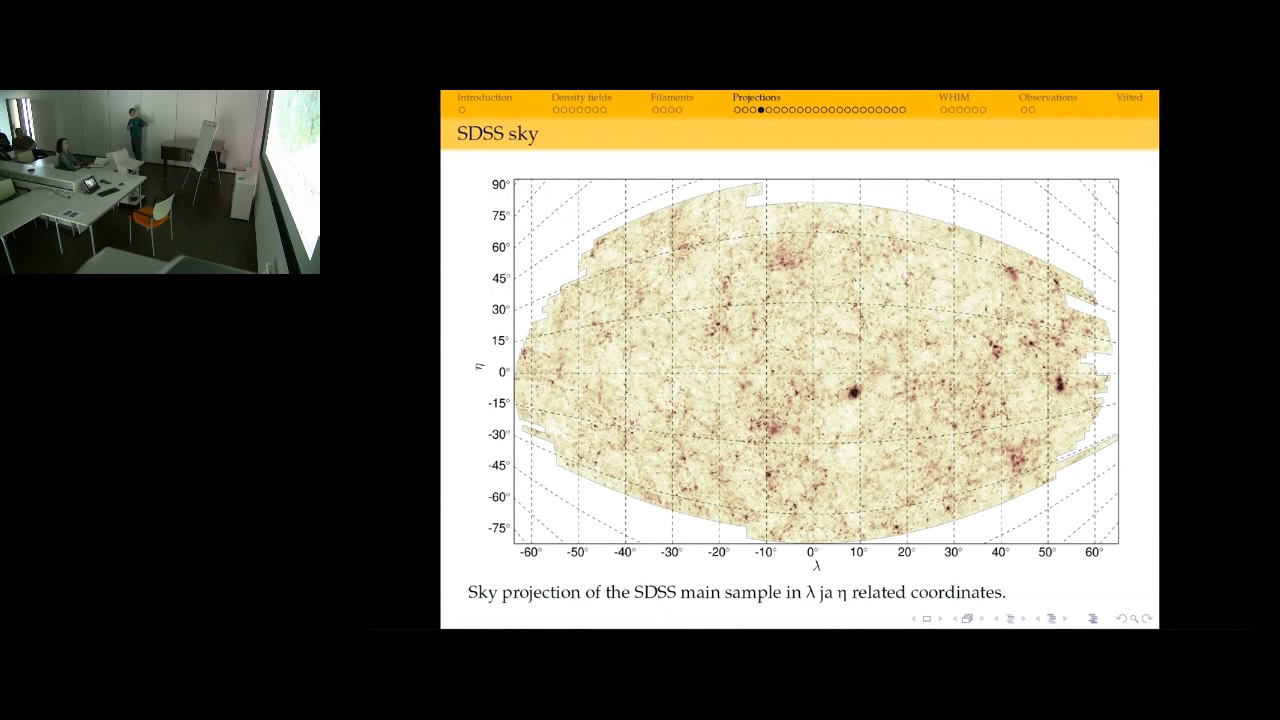 Introduction Density fields Filaments Projections WHIM Observations Viited
SDSS sky
90°
75°
60°
45°
30°
15°
0°
-15°
-30°
-45°
-60°
-75°
η
-60° -50° -40° -30° -20° -10° 0° 10° 20° 30° 40° 50° 60°
λ
Sky projection of the SDSS main sample in λ ja η related coordinates.